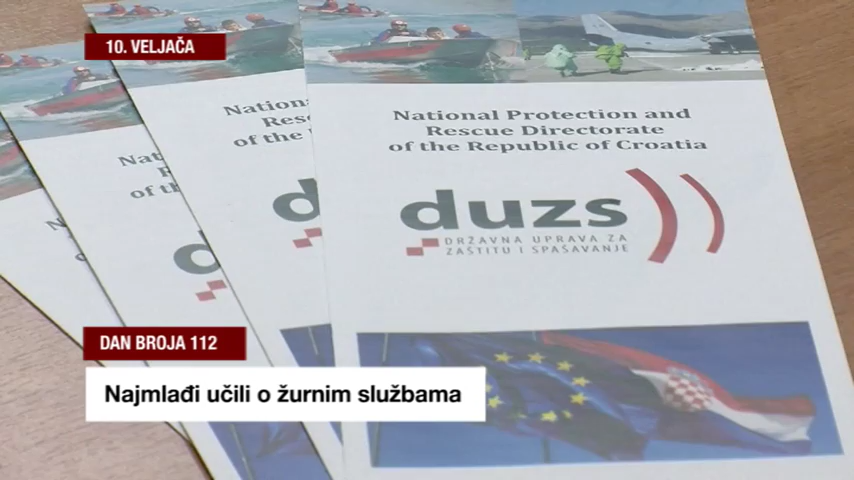 10. VELJAČA
National Protection and
Rescue Directorate
of the Republic of Croatia
duzs
DRŽAVNA UPRAVA ZA
ZAŠTITU I SPAŠAVANJE
DAN BROJA 112
Najmlađi učili o žurnim službama